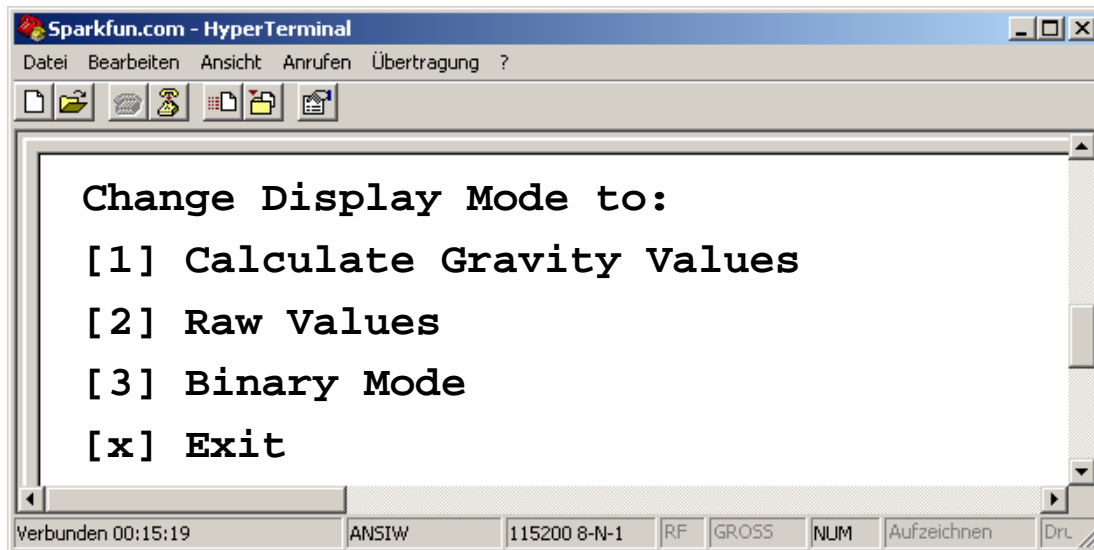 Sparkfun.com - HyperTerminal
Datei Bearbeiten Ansicht Anrufen Übertragung ?
Change Display Mode to:
[1] Calculate Gravity Values
[2] Raw Values
[3] Binary Mode
[x] Exit
Verbunden 00:15:19 ANSIW 115200 8-N-1 RF GROSS NUM Aufzeichnen Dru